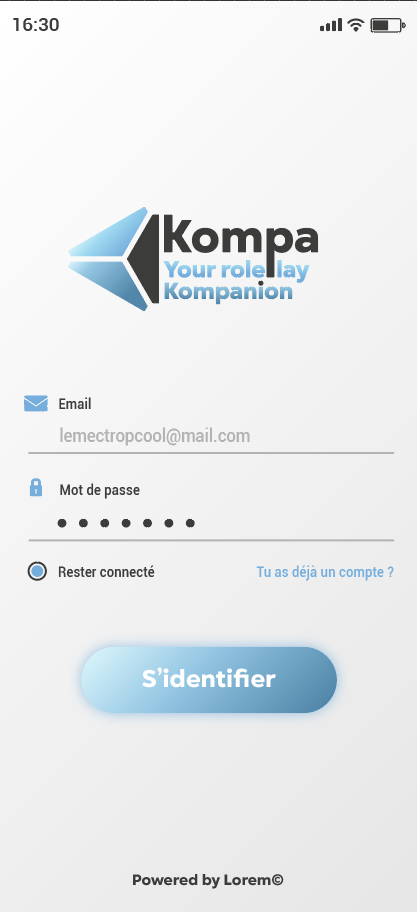 16:30
Kompa
Your roleplay
Kompanion
Email
lemectropcool@mail.com
Mot de passe
Rester connecté
Tu as déjà un compte ?
S'identifier
Powered by Lorem©